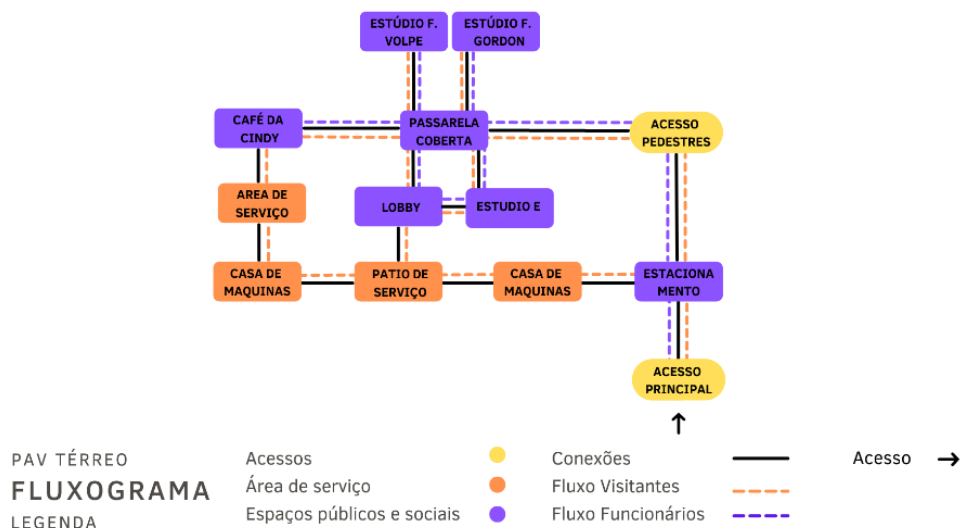 ESTÚDIO F.
VOLPE
ESTÚDIO F.
GORDON
CAFÉ DA
CINDY
PASSARELA
COBERTA
ACESSO
PEDESTRES
AREA DE
SERVIÇO
LOBBY
ESTUDIO E
CASA DE
MAQUINAS
PATIO DE
SERVIÇO
CASA DE
MAQUINAS
ESTACIONA
MENTO
ACESSO
PRINCIPAL
PAV TÉRREO
FLUXOGRAMA
LEGENDA
Acessos
Área de serviço
Espaços públicos e sociais
Conexões
Fluxo Visitantes
Fluxo Funcionários
Acesso